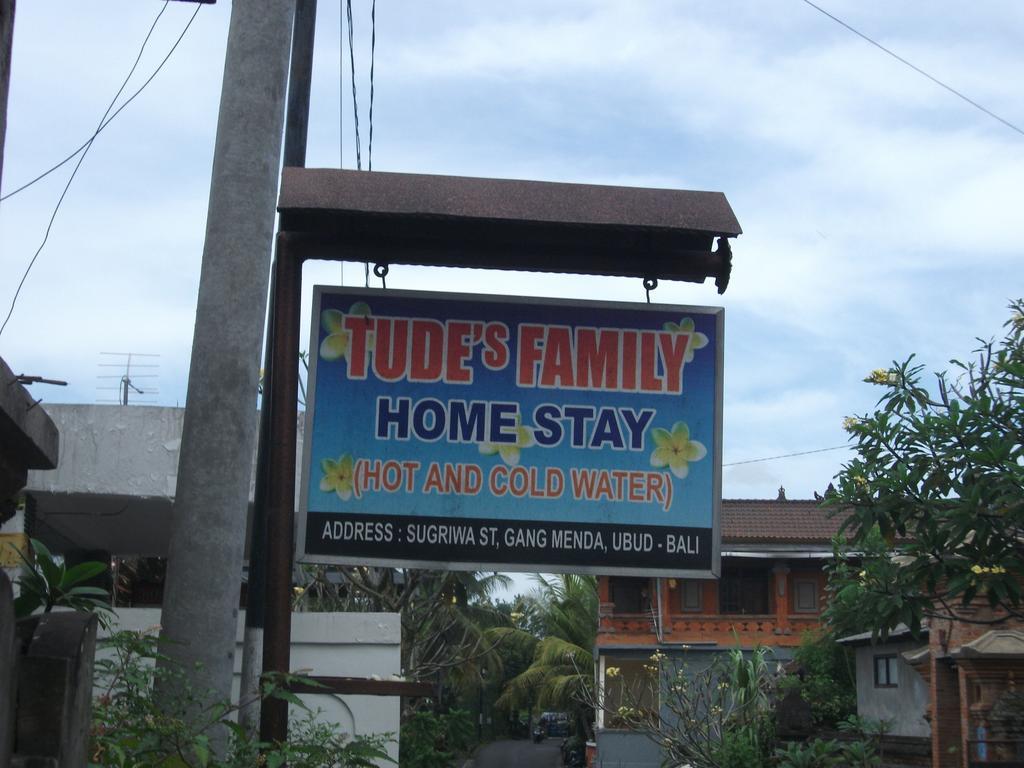 TUDE'S FAMILY
HOME STAY
(HOT AND COLD WATER)
ADDRESS : SUGRIWA ST, GANG MENDA, UBUD - BALI